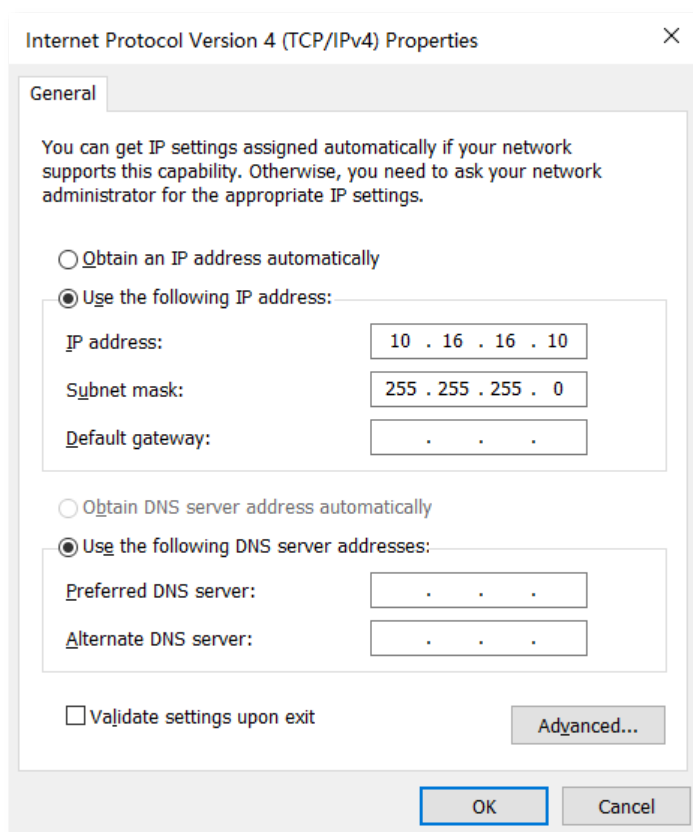 Internet Protocol Version 4 (TCP/IPv4) Properties
General
You can get IP settings assigned automatically if your network
supports this capability. Otherwise, you need to ask your network
administrator for the appropriate IP settings.
Obtain an IP address automatically
Use the following IP address:
IP address: 10 . 16 . 16 . 10
Subnet mask: 255 . 255 . 255 . 0
Default gateway: . . .
Obtain DNS server address automatically
Use the following DNS server addresses:
Preferred DNS server: . . .
Alternate DNS server: . . .
Validate settings upon exit
Advanced...
OK Cancel